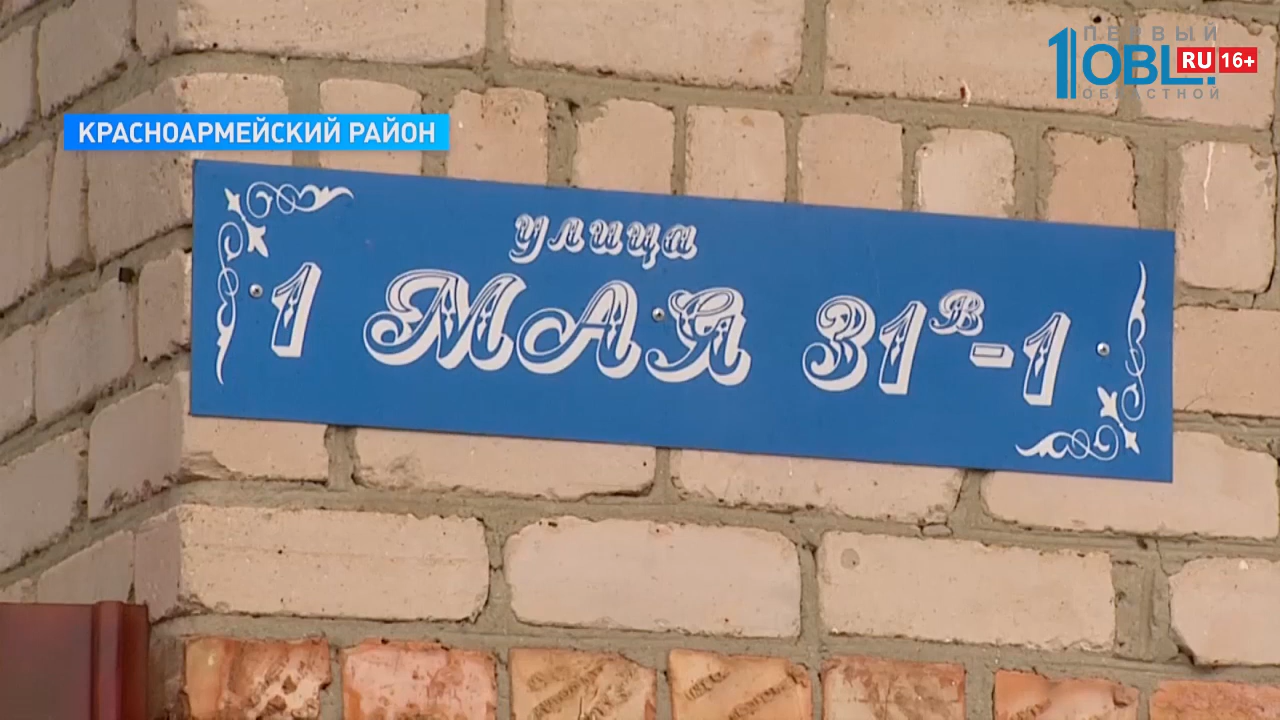 ПЕРВЫЙ
1OBL.
RU 16+
ОБЛАСТНОЙ
КРАСНОАРМЕЙСКИЙ РАЙОН
улица
1 МАЯ 31В-1